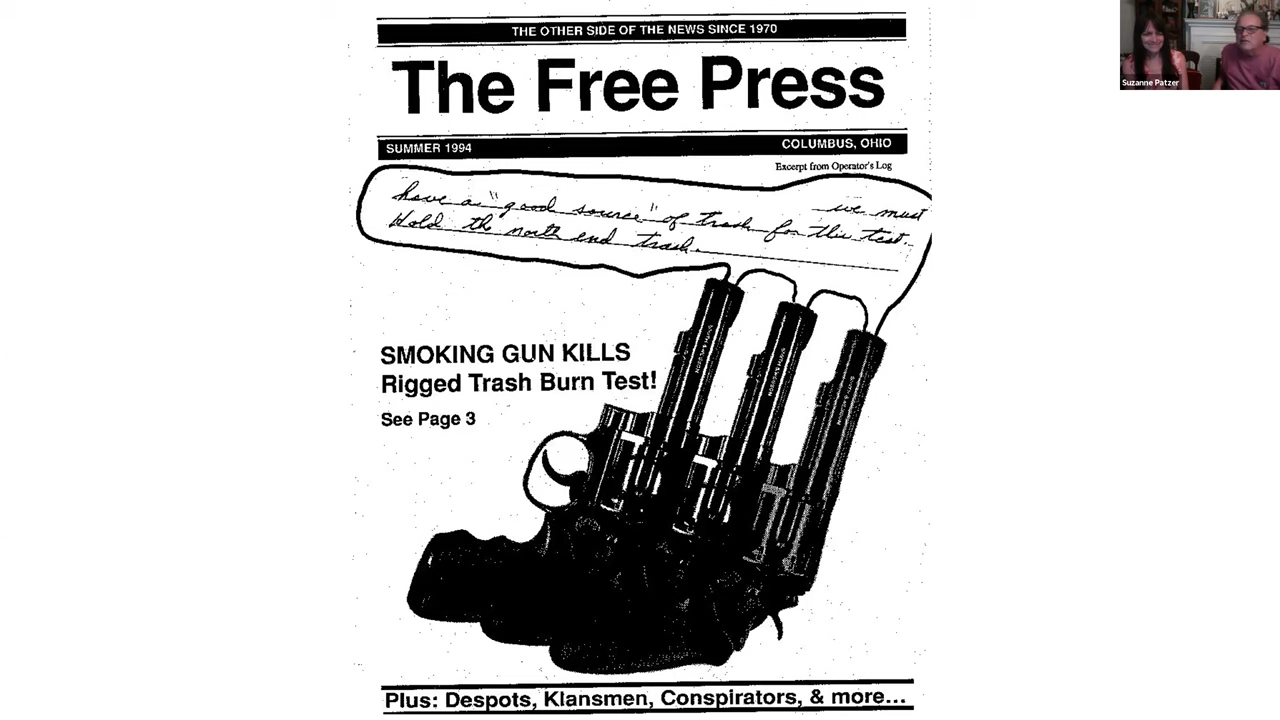 THE OTHER SIDE OF THE NEWS SINCE 1970
The Free Press
SUMMER 1994
COLUMBUS, OHIO
Excerpt from Operator's Log
we must
have a "good source" of trash for this test.
Hold the north end trash.
SMOKING GUN KILLS
Rigged Trash Burn Test!
See Page 3
Plus: Despots, Klansmen, Conspirators, & more...
Suzanne Patzer